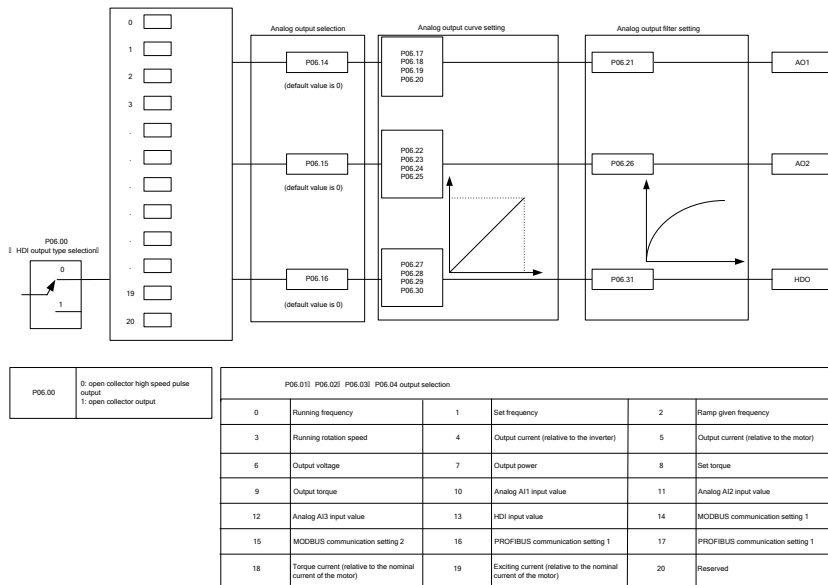 Analog output selection
Analog output curve setting
Analog output filter setting
0
1
2
3
.
.
.
.
.
.
19
20
P06.14
(default value is 0)
P06.15
(default value is 0)
P06.16
(default value is 0)
P06.17
P06.18
P06.19
P06.20
P06.22
P06.23
P06.24
P06.25
P06.27
P06.28
P06.29
P06.30
P06.21
P06.26
P06.31
AO1
AO2
HDO
P06.00
HDI output type selection
0
1
P06.00
0: open collector high speed pulse
output
1: open collector output
P06.01 P06.02 P06.03 P06.04 output selection
0 Running frequency 1 Set frequency 2 Ramp given frequency
3 Running rotation speed 4 Output current (relative to the inverter) 5 Output current (relative to the motor)
6 Output voltage 7 Output power 8 Set torque
9 Output torque 10 Analog AI1 input value 11 Analog AI2 input value
12 Analog AI3 input value 13 HDI input value 14 MODBUS communication setting 1
15 MODBUS communication setting 2 16 PROFIBUS communication setting 1 17 PROFIBUS communication setting 1
18 Torque current (relative to the nominal
current of the motor) 19 Exciting current (relative to the nominal
current of the motor) 20 Reserved